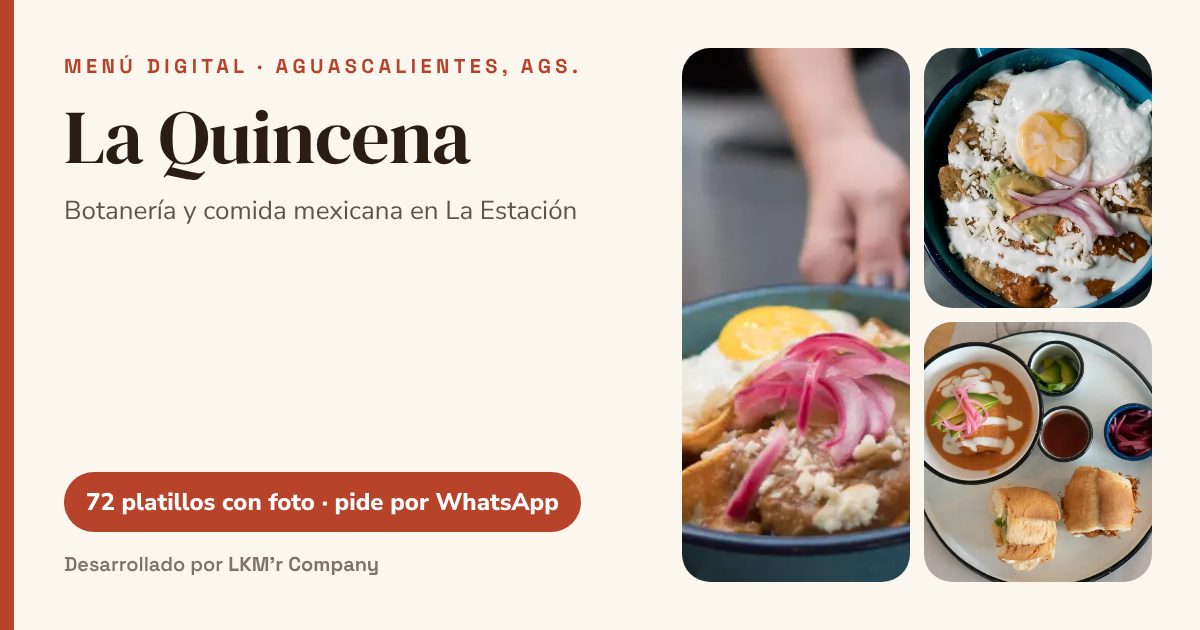 MENÚ DIGITAL · AGUASCALIENTES, AGS.
La Quincena
Botanería y comida mexicana en La Estación
72 platillos con foto · pide por WhatsApp
Desarrollado por LKM’r Company